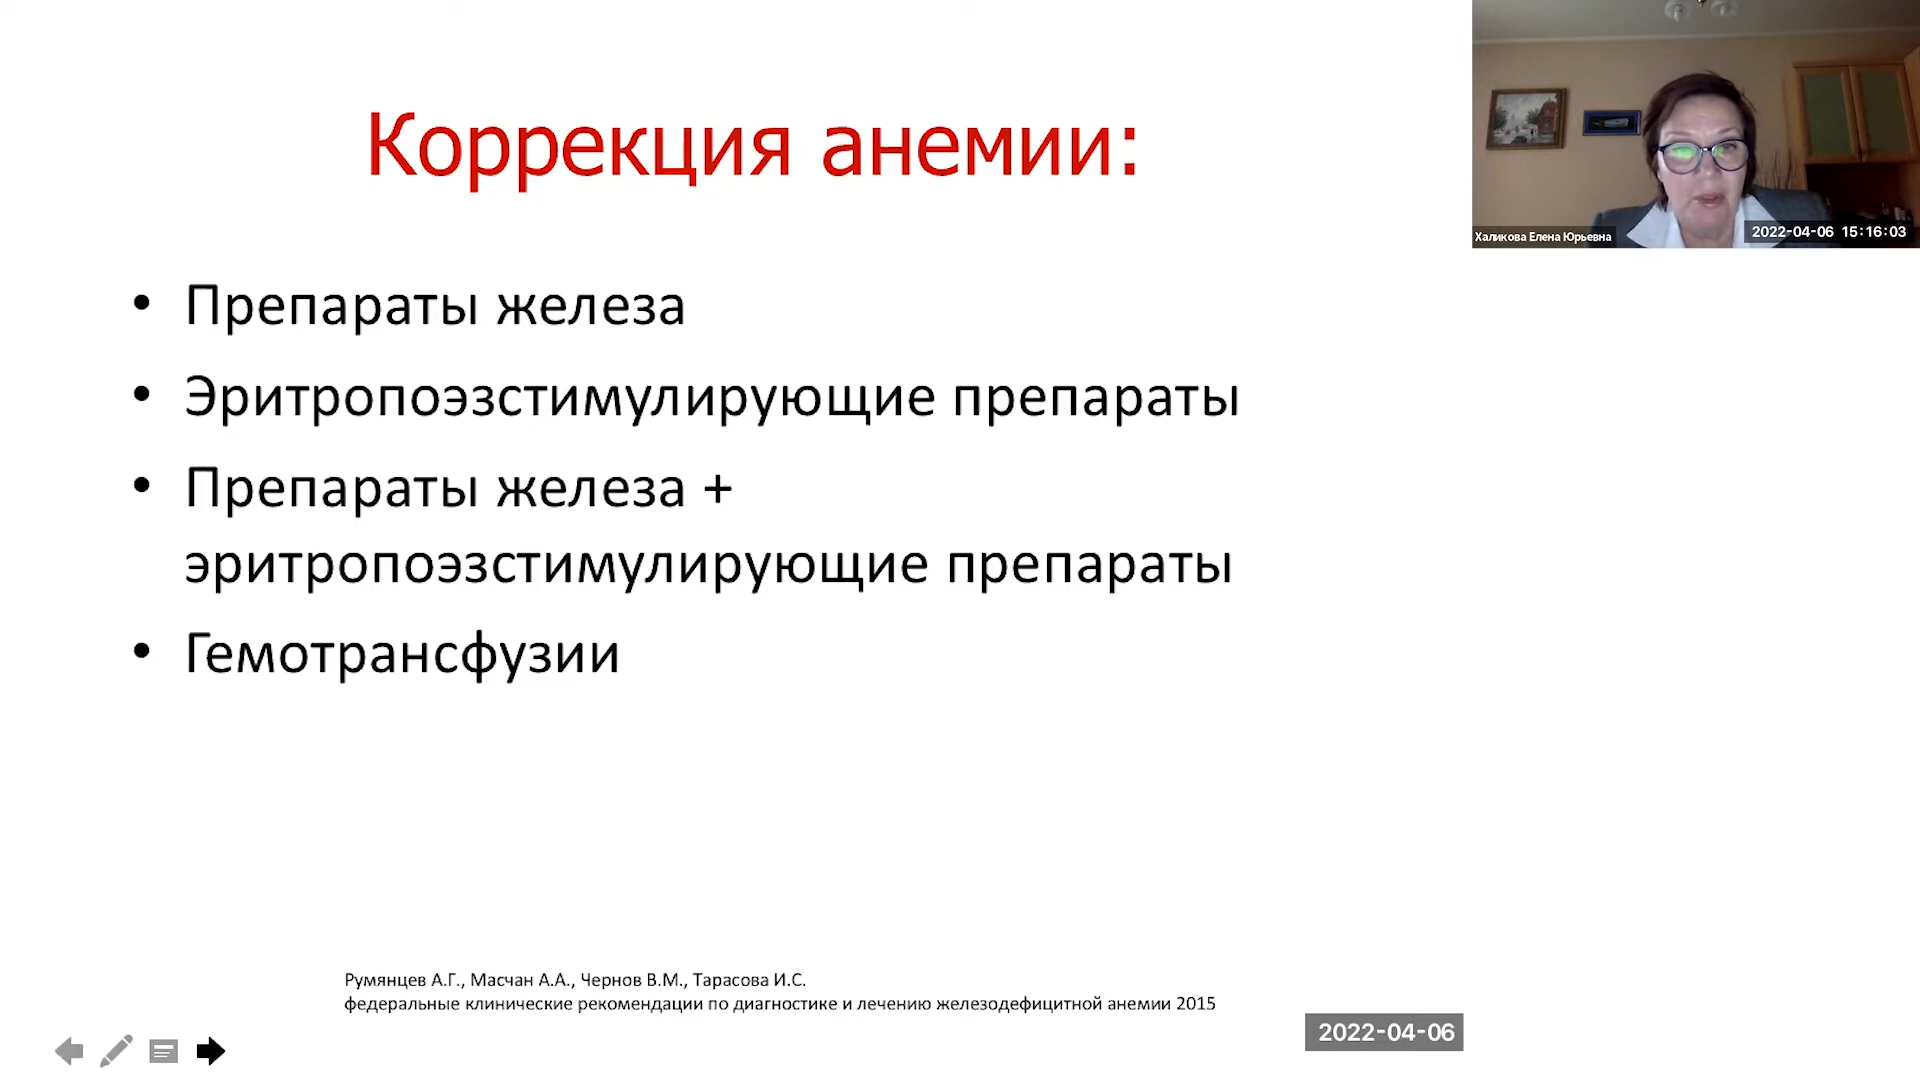 Коррекция анемии:
Халикова Елена Юрьевна
2022-04-06 15:16:03
• Препараты железа
• Эритропоэзстимулирующие препараты
• Препараты железа +
эритропоэзстимулирующие препараты
• Гемотрансфузии
Румянцев А.Г., Масчан А.А., Чернов В.М., Тарасова И.С.
федеральные клинические рекомендации по диагностике и лечению железодефицитной анемии 2015
2022-04-06